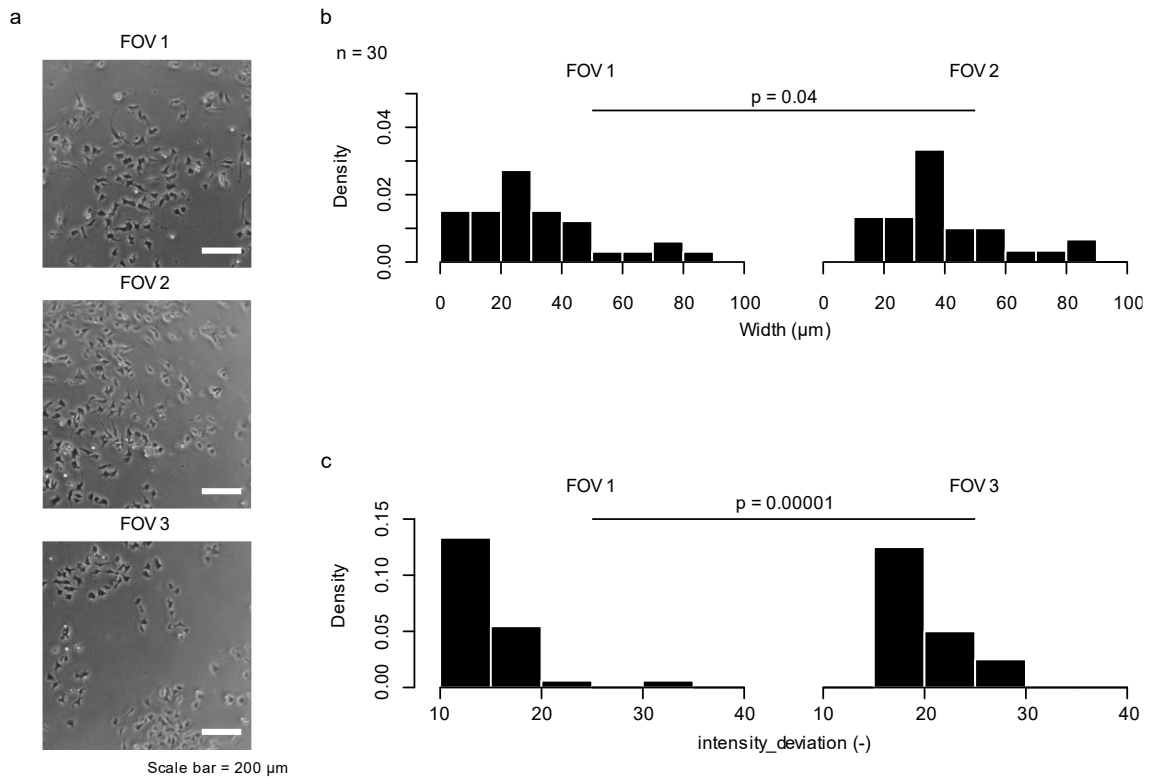 a
FOV 1
FOV 2
FOV 3
Scale bar = 200 µm
b
n = 30
FOV 1 FOV 2
p = 0.04
Density
0.04
0.02
0.00
0 20 40 60 80 100 0 20 40 60 80 100
Width (µm)
c
FOV 1 FOV 3
p = 0.00001
Density
0.15
0.10
0.05
0.00
10 20 30 40 10 20 30 40
intensity_deviation (-)